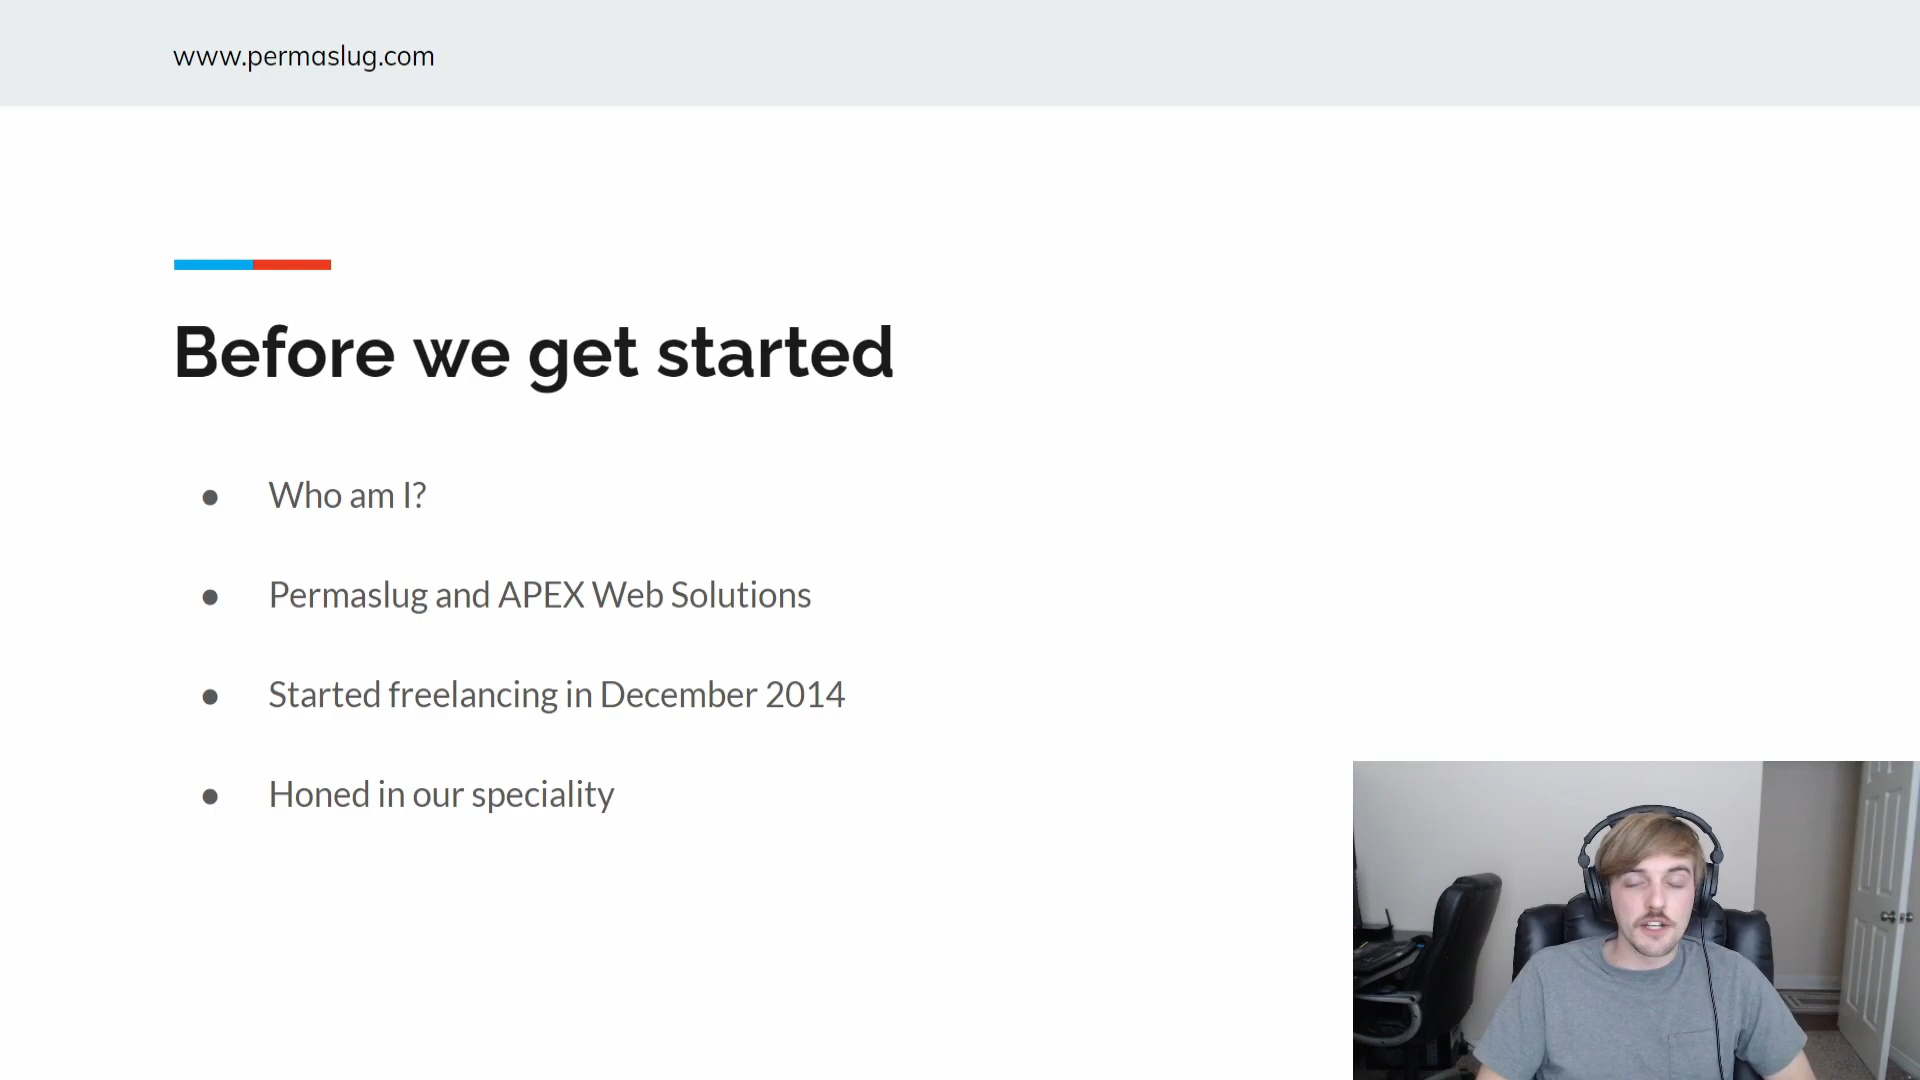 www.permaslug.com
Before we get started
● Who am I?
● Permaslug and APEX Web Solutions
● Started freelancing in December 2014
● Honed in our speciality